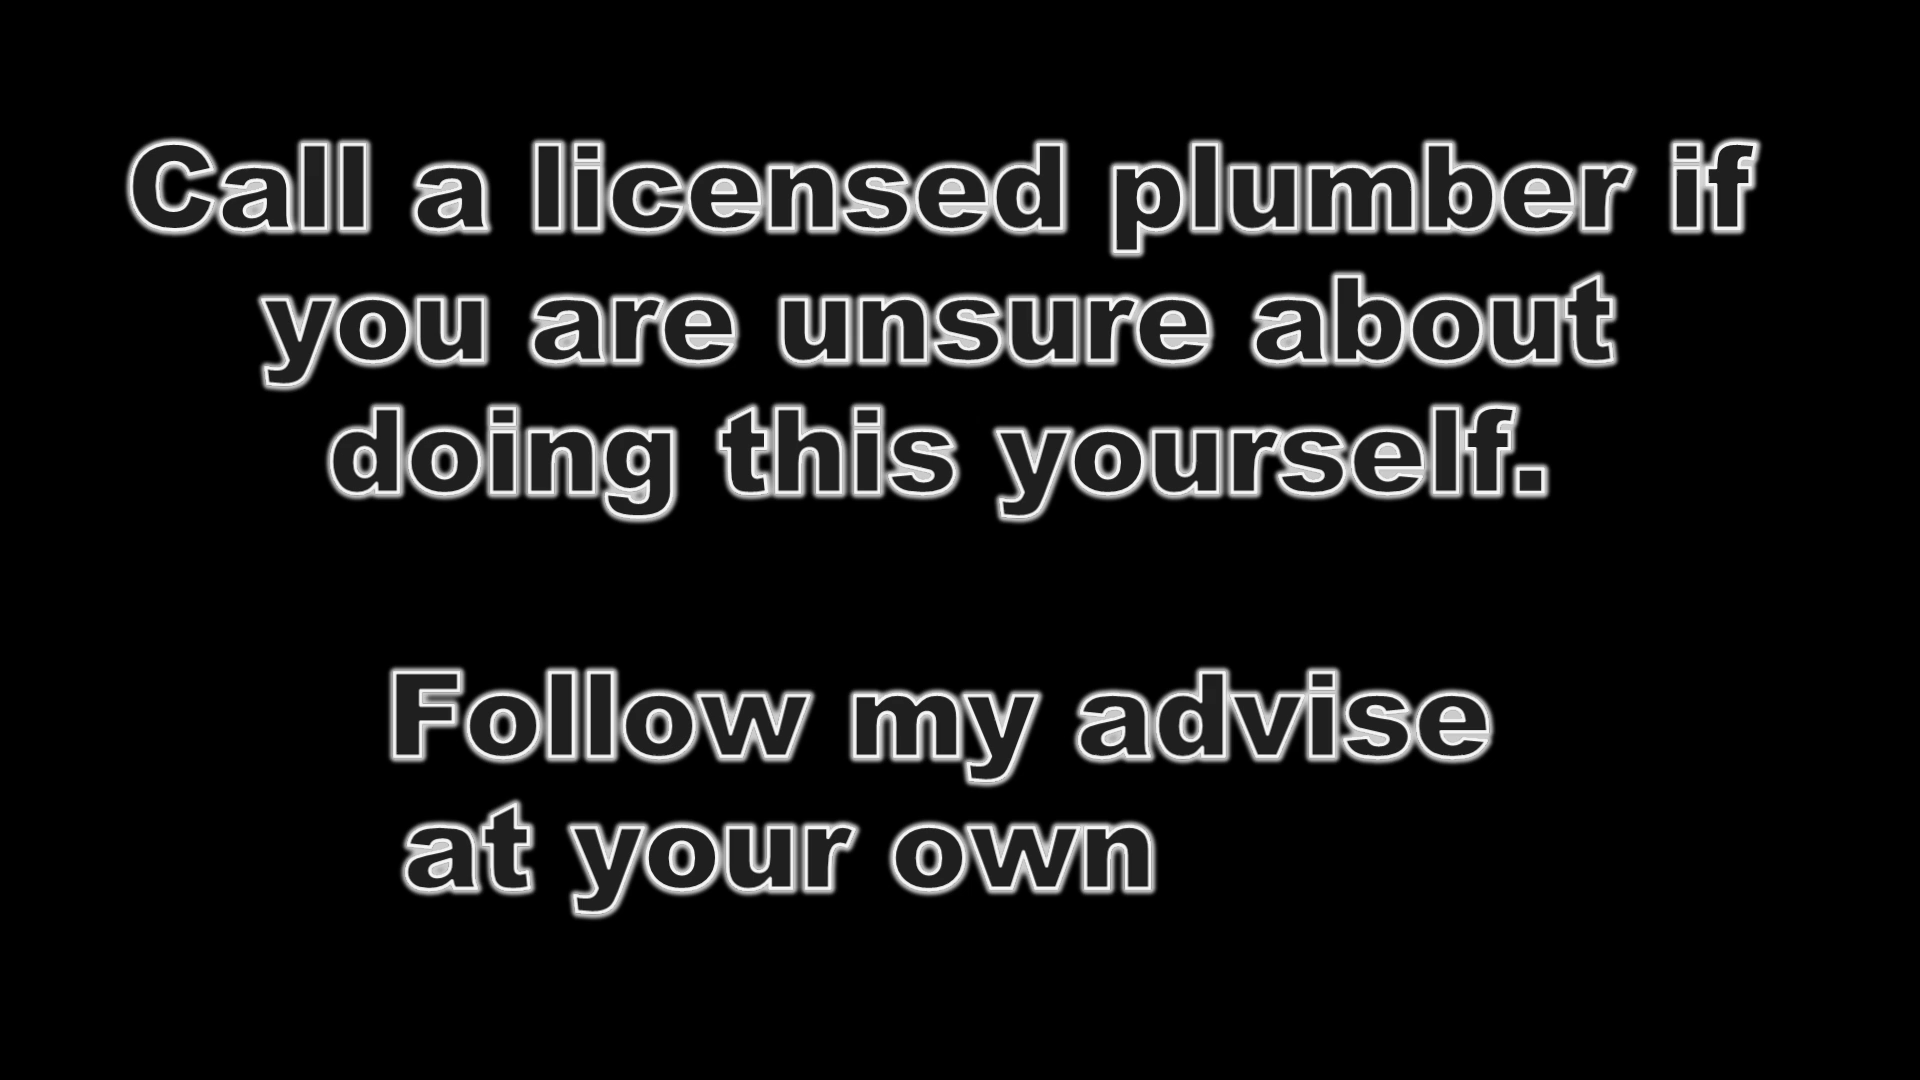 Call a licensed plumber if
you are unsure about
doing this yourself.
Follow my advise
at your own